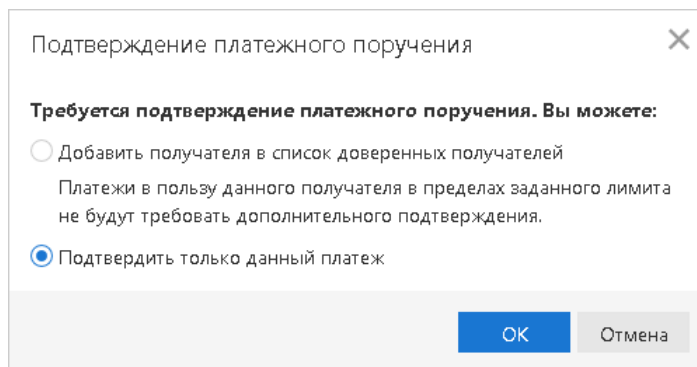 Подтверждение платежного поручения
Требуется подтверждение платежного поручения. Вы можете:
Добавить получателя в список доверенных получателей
Платежи в пользу данного получателя в пределах заданного лимита
не будут требовать дополнительного подтверждения.
Подтвердить только данный платеж
ОК
Отмена